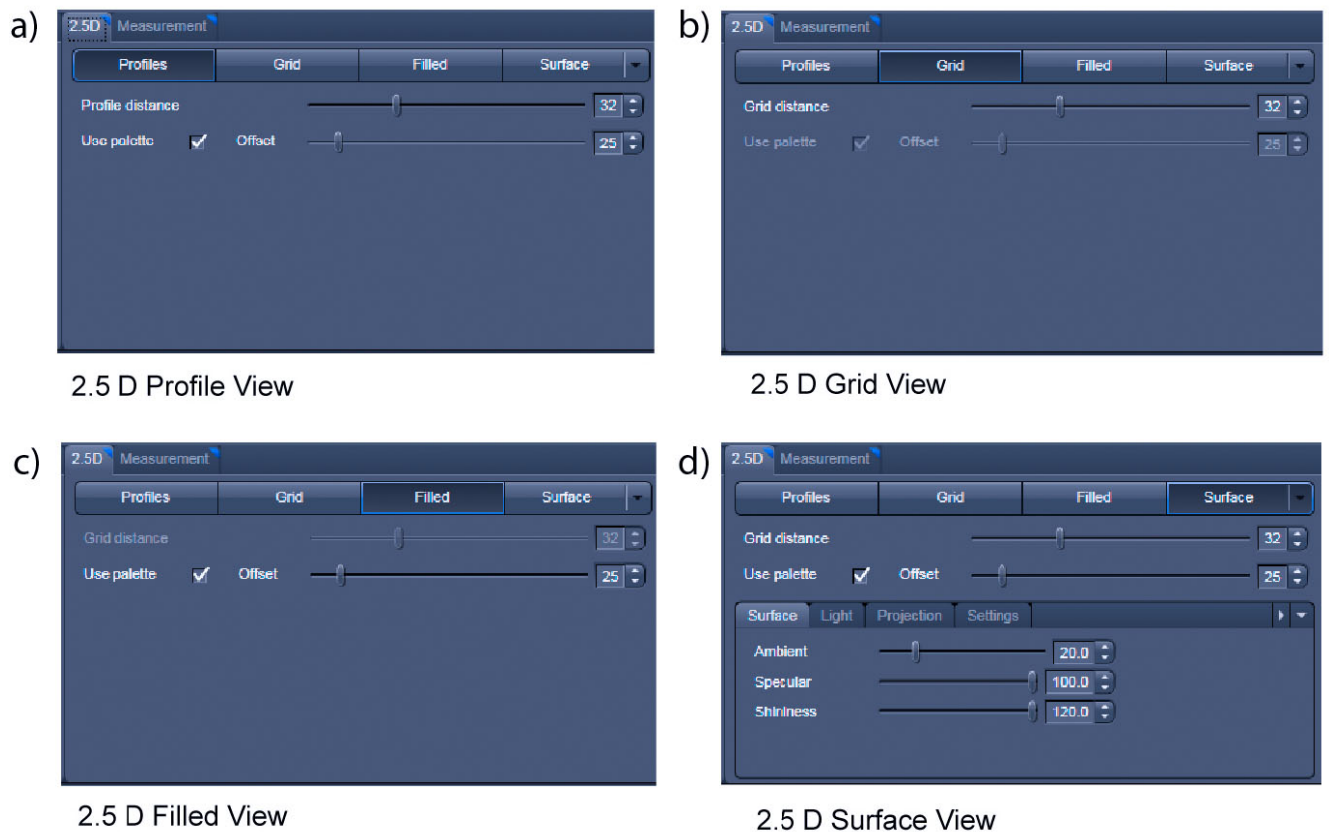 a)
2.5D Measurement
Profiles Grid Filled Surface
Profile distance 32
Use palette Offset 25
2.5 D Profile View
b)
2.5D Measurement
Profiles Grid Filled Surface
Grid distance 32
Use palette Offset 25
2.5 D Grid View
c)
2.5D Measurement
Profiles Grid Filled Surface
Grid distance 32
Use palette Offset 25
2.5 D Filled View
d)
2.5D Measurement
Profiles Grid Filled Surface
Grid distance 32
Use palette Offset 25
Surface Light Projection Settings
Ambient 20.0
Specular 100.0
Shininess 120.0
2.5 D Surface View